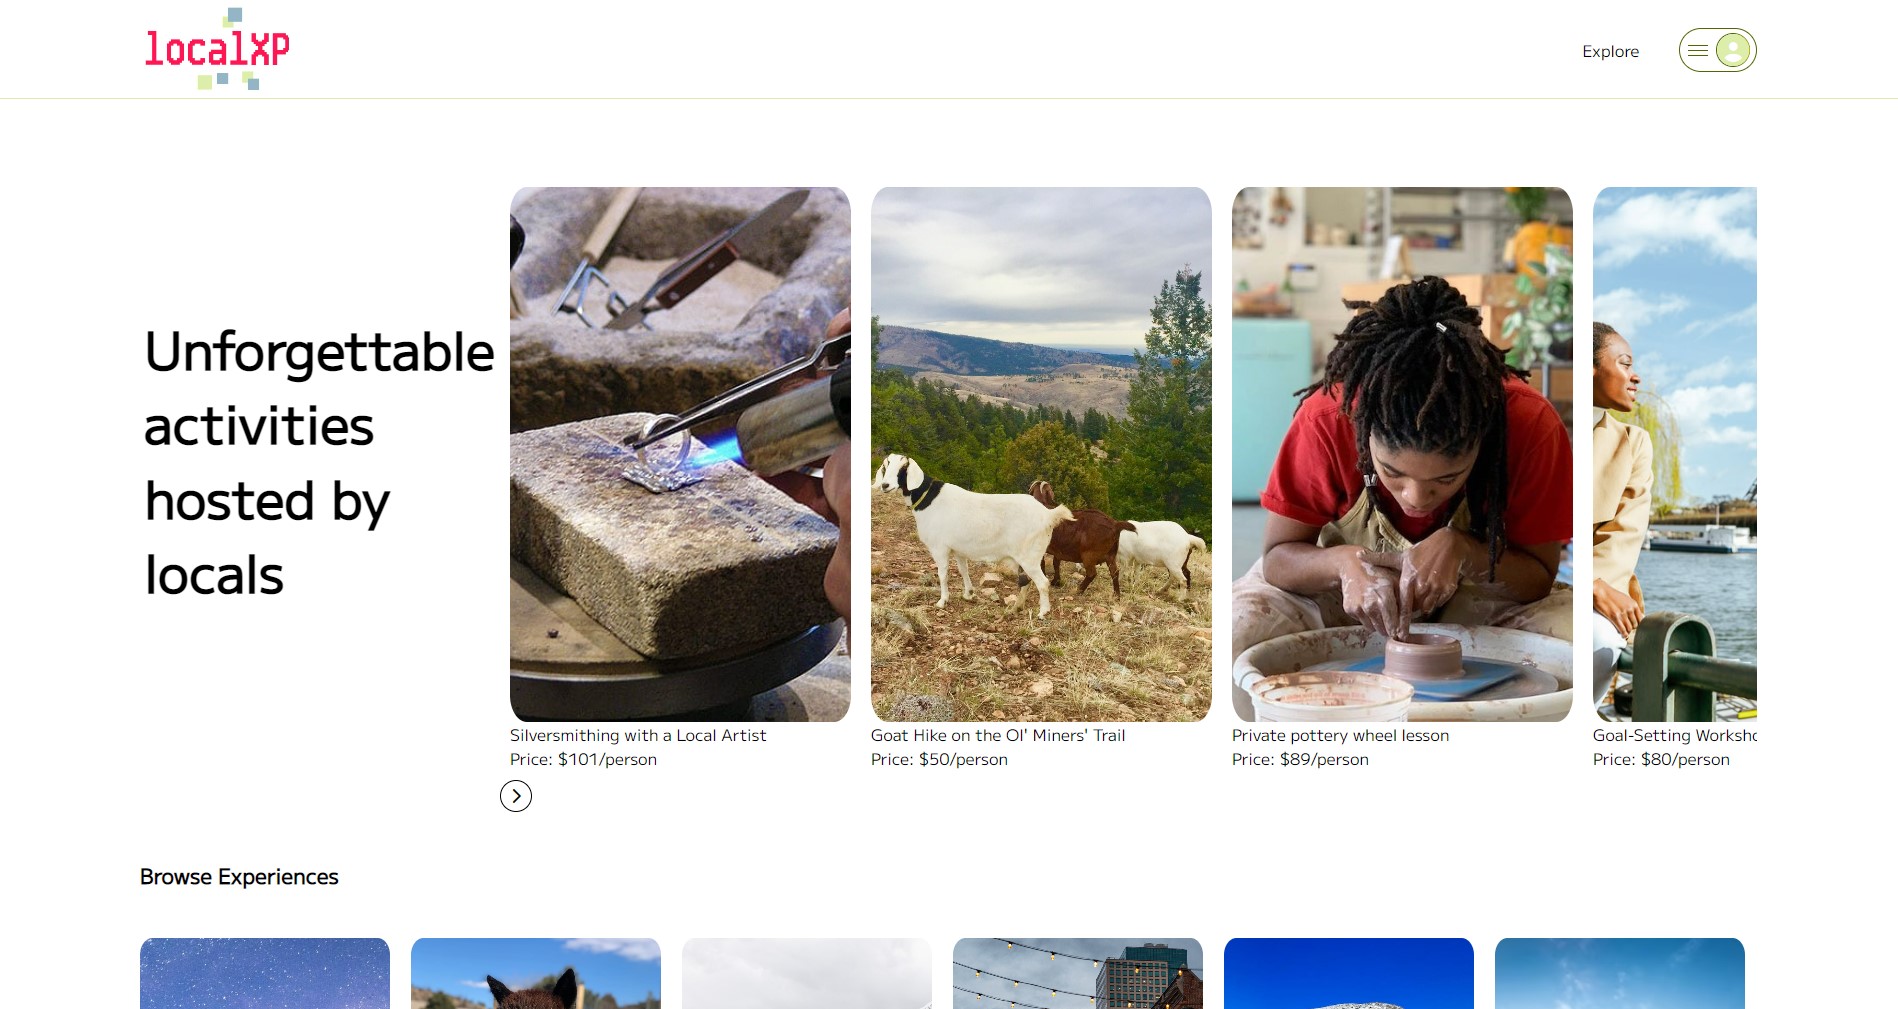 localXP
Explore
Unforgettable
activities
hosted by
locals
Silversmithing with a Local Artist
Price: $101/person
Goat Hike on the Ol' Miners' Trail
Price: $50/person
Private pottery wheel lesson
Price: $89/person
Goal-Setting
Price: $80/person
Browse Experiences